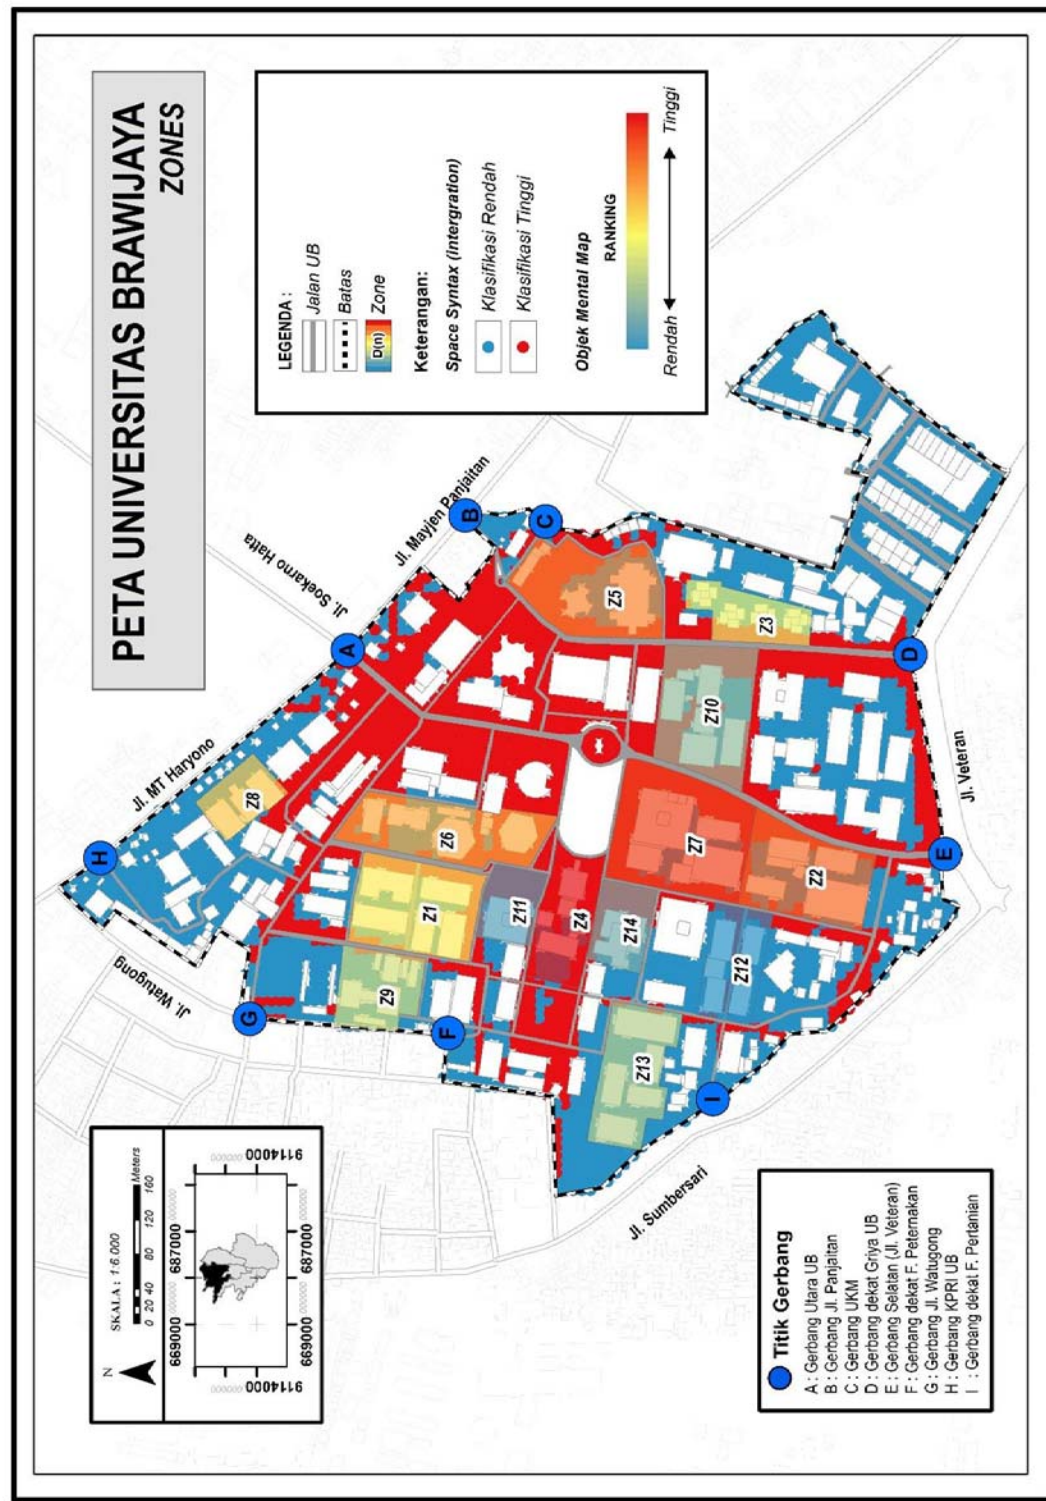 PETA UNIVERSITAS BRAWIJAYA
ZONES
LEGENDA :
Jalan UB
Batas
D(n) Zone
Keterangan:
Space Syntax (Intergration)
Klasifikasi Rendah
Klasifikasi Tinggi
Objek Mental Map
RANKING
Rendah
Tinggi
Jl. MT Haryono
Jl. Soekarno Hatta
Jl. Mayjen Panjaitan
Jl. Watugong
Jl. Veteran
Jl. Sumbersari
A
B
C
D
E
F
G
H
I
Z1
Z2
Z3
Z4
Z5
Z6
Z7
Z8
Z9
Z10
Z11
Z12
Z13
Z14
N
SKALA : 1:6.000
0 20 40 80 120 160
Meters
669000 687000
9114000
9114000
669000 687000
Titik Gerbang
A : Gerbang Utara UB
B : Gerbang Jl. Panjaitan
C : Gerbang UKM
D : Gerbang dekat Griya UB
E : Gerbang Selatan (Jl. Veteran)
F : Gerbang dekat F. Peternakan
G : Gerbang Jl. Watugong
H : Gerbang KPRI UB
I : Gerbang dekat F. Pertanian